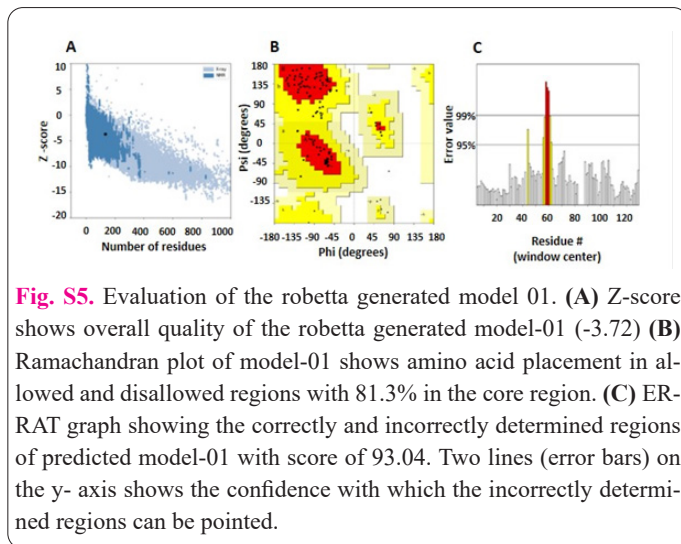 A
B
C
10
5
0
-5
-10
-15
-20
Z-score
0 200 400 600 800 1000
Number of residues
X-ray
NMR
180
135
90
45
0
-45
-90
-135
Psi (degrees)
-180 -135 -90 -45 0 45 90 135 180
Phi (degrees)
Error value
99%
95%
20 40 60 80 100 120
Residue #
(window center)
Fig. S5. Evaluation of the robetta generated model 01. (A) Z-score
shows overall quality of the robetta generated model-01 (-3.72) (B)
Ramachandran plot of model-01 shows amino acid placement in al-
lowed and disallowed regions with 81.3% in the core region. (C) ER-
RAT graph showing the correctly and incorrectly determined regions
of predicted model-01 with score of 93.04. Two lines (error bars) on
the y- axis shows the confidence with which the incorrectly determi-
ned regions can be pointed.